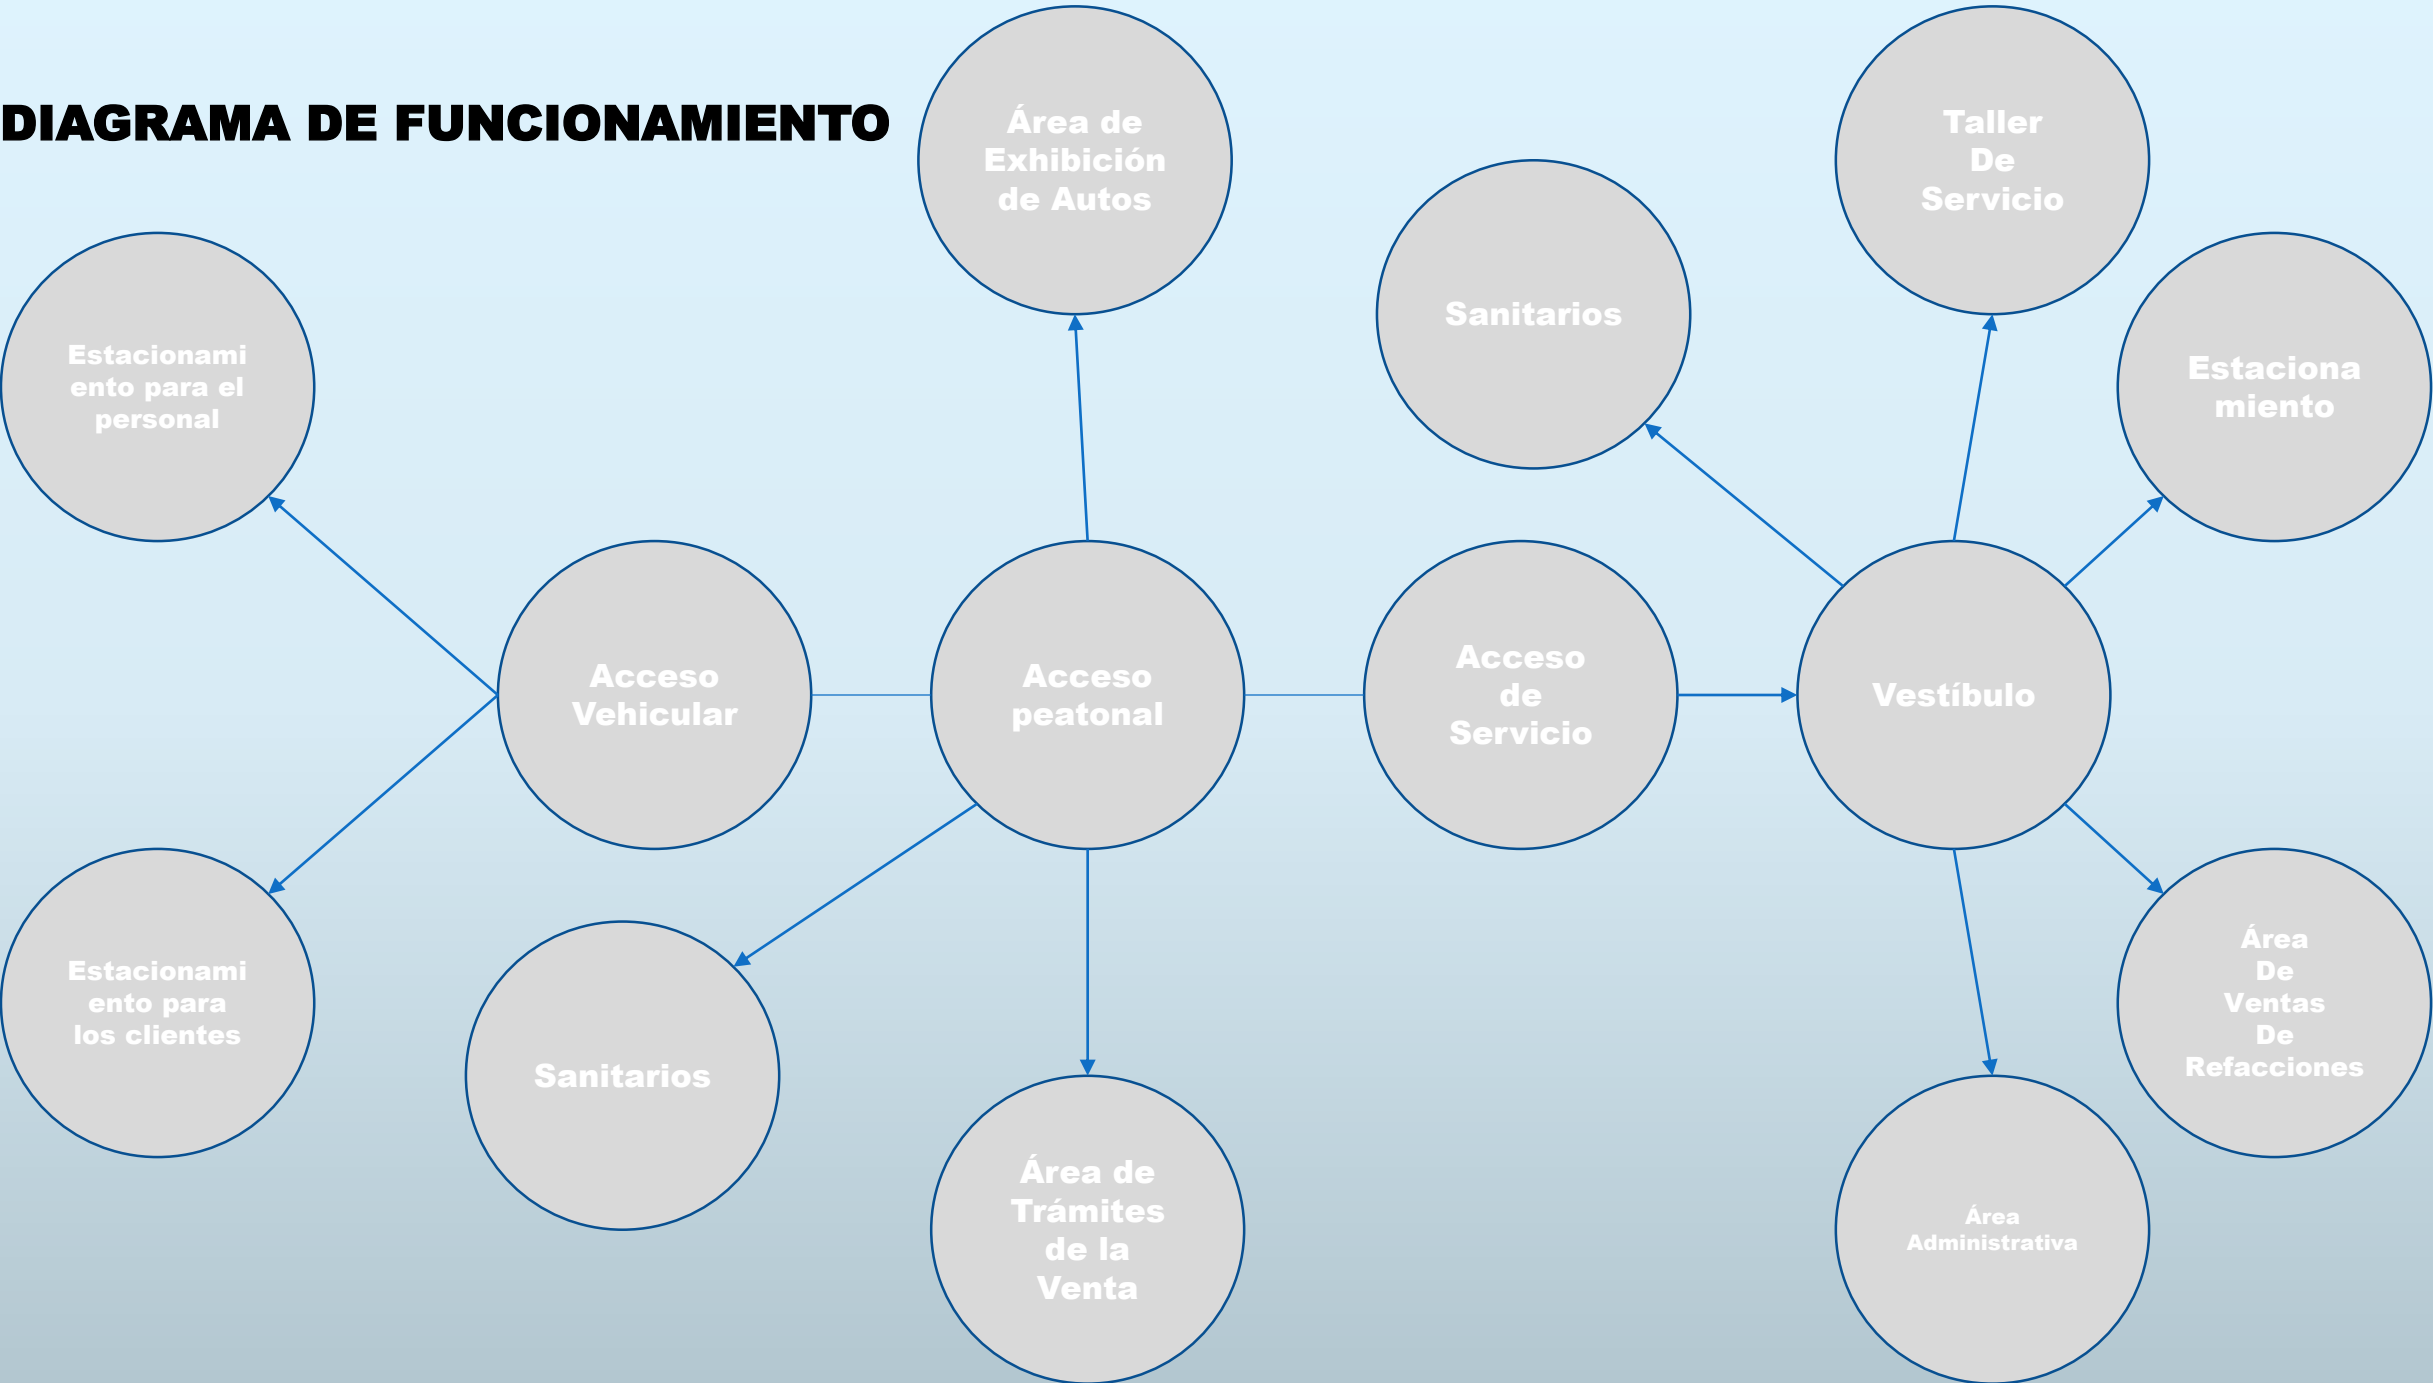 DIAGRAMA DE FUNCIONAMIENTO
Área de
Exhibición
de Autos
Taller
De
Servicio
Sanitarios
Estacionami
ento para el
personal
Estaciona
miento
Acceso
Vehicular
Acceso
peatonal
Acceso
de
Servicio
Vestíbulo
Estacionami
ento para
los clientes
Sanitarios
Área de
Trámites
de la
Venta
Área
De
Ventas
De
Refacciones
Área
Administrativa